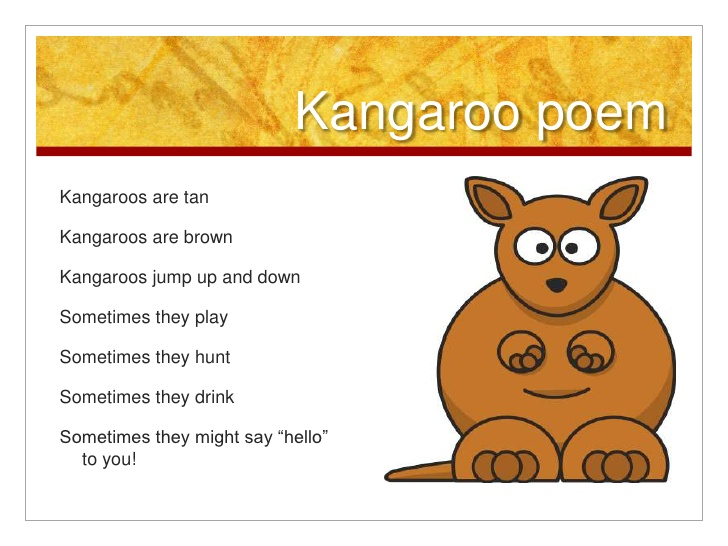 Kangaroo poem
Kangaroos are tan
Kangaroos are brown
Kangaroos jump up and down
Sometimes they play
Sometimes they hunt
Sometimes they drink
Sometimes they might say “hello”
to you!